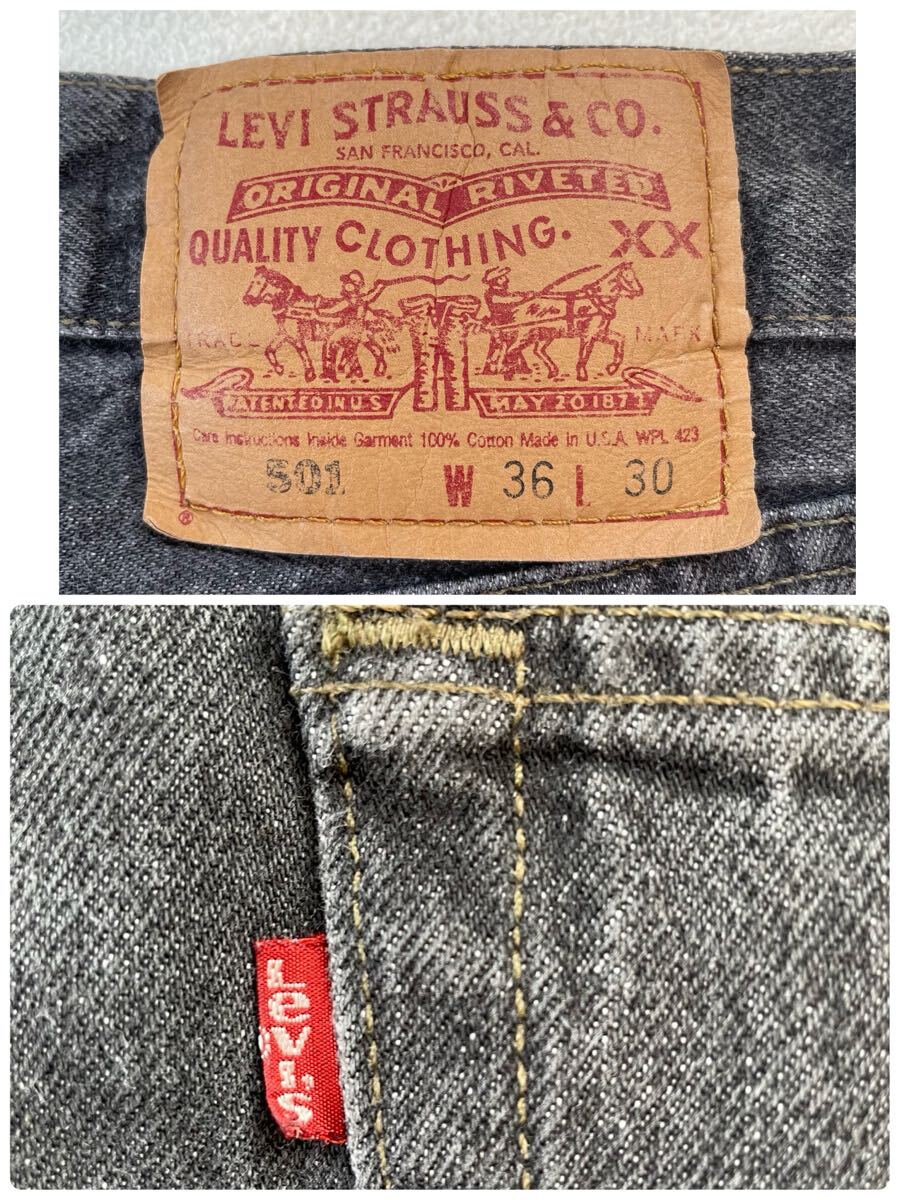 LEVI STRAUSS & CO.
SAN FRANCISCO, CAL.
ORIGINAL RIVETED
QUALITY CLOTHING. XX
TRADE MARK
PATENTED IN U.S MAY 20 1873
Care Instructions Inside Garment 100% Cotton Made in U.S.A. WPL 423
501 W 36 L 30
®
LeVI'S